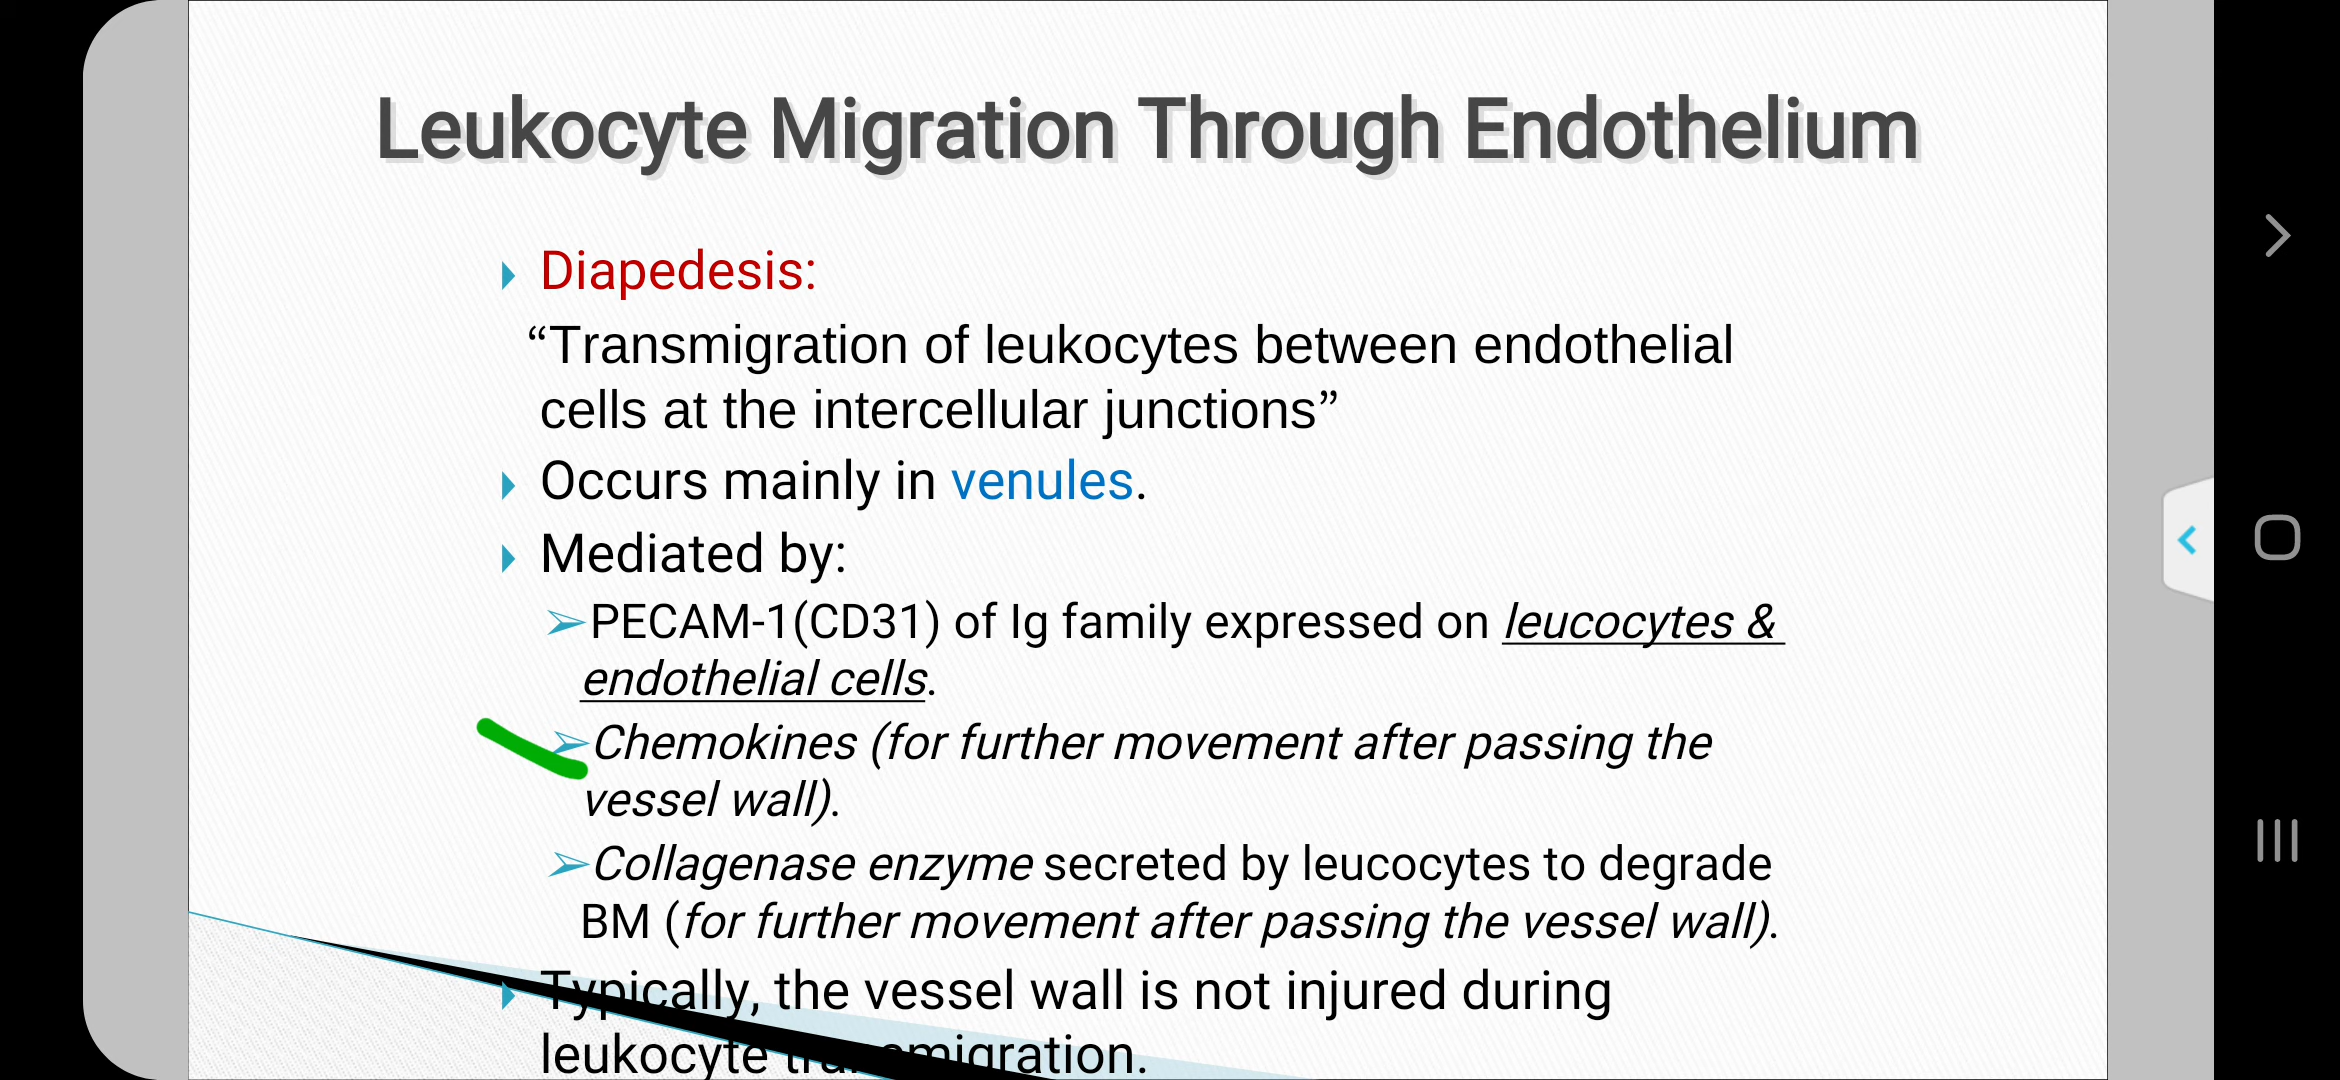 Leukocyte Migration Through Endothelium
Diapedesis:
“Transmigration of leukocytes between endothelial
cells at the intercellular junctions”
Occurs mainly in venules.
Mediated by:
PECAM-1(CD31) of Ig family expressed on leucocytes &
endothelial cells.
Chemokines (for further movement after passing the
vessel wall).
Collagenase enzyme secreted by leucocytes to degrade
BM (for further movement after passing the vessel wall).
Typically, the vessel wall is not injured during
leukocyte transmigration.